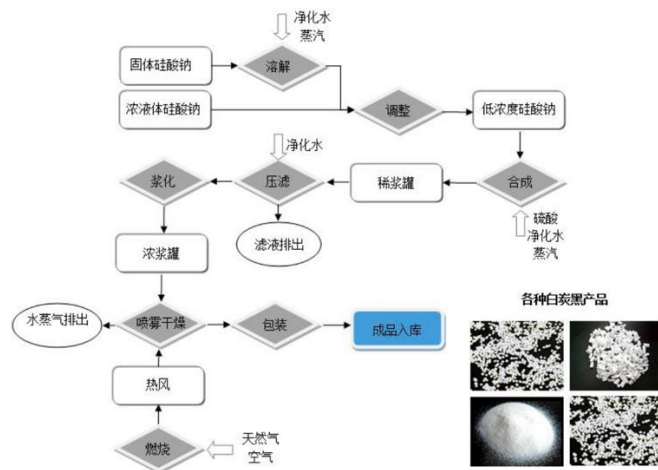 净化水
蒸汽
固体硅酸钠
溶解
浓液体硅酸钠
调整
低浓度硅酸钠
净化水
浆化
压滤
稀浆罐
合成
硫酸
净化水
蒸汽
滤液排出
浓浆罐
各种白炭黑产品
水蒸气排出
喷雾干燥
包装
成品入库
热风
燃烧
天然气
空气